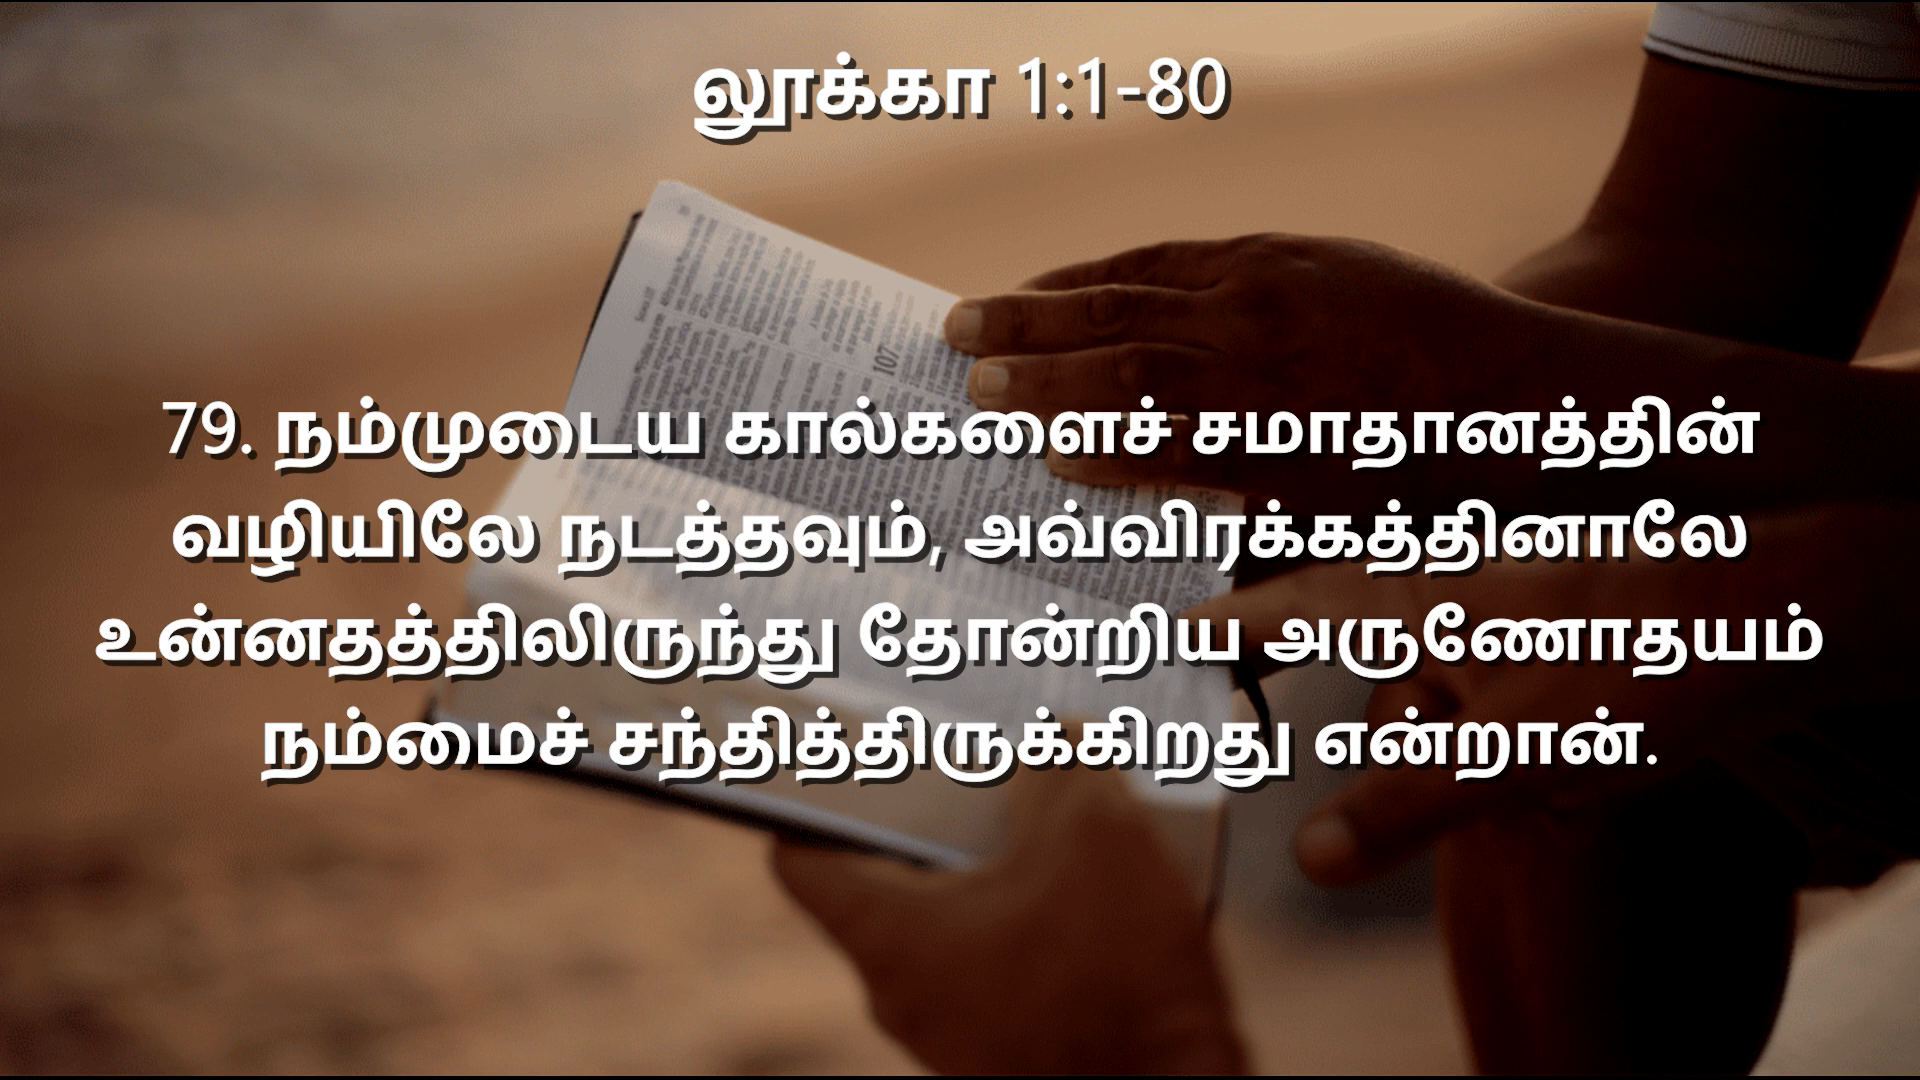 லூக்கா 1:1-80
107
79. நம்முடைய கால்களைச் சமாதானத்தின்
வழியிலே நடத்தவும், அவ்விரக்கத்தினாலே
உன்னதத்திலிருந்து தோன்றிய அருணோதயம்
நம்மைச் சந்தித்திருக்கிறது என்றான்.